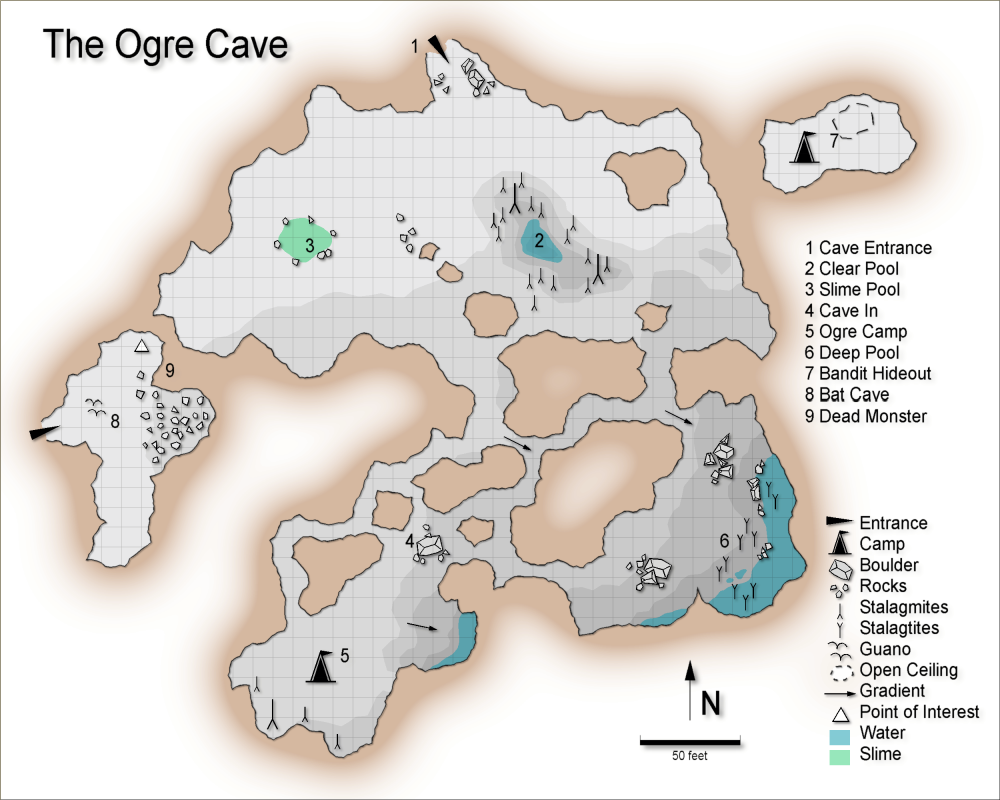 The Ogre Cave
1
7
2
3
1 Cave Entrance
2 Clear Pool
3 Slime Pool
4 Cave In
5 Ogre Camp
6 Deep Pool
7 Bandit Hideout
8 Bat Cave
9 Dead Monster
9
8
4
6
5
Entrance
Camp
Boulder
Rocks
Stalagmites
Stalagtites
Guano
Open Ceiling
Gradient
Point of Interest
Water
Slime
N
50 feet